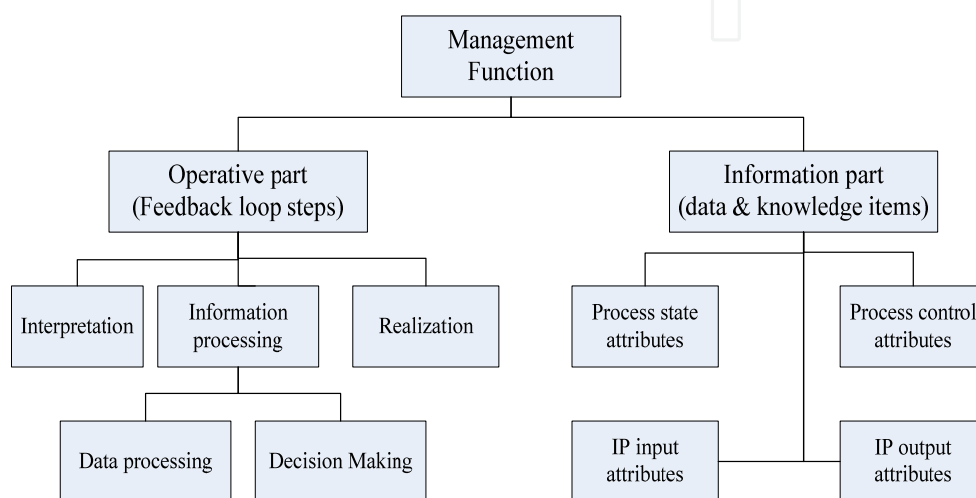 Management
Function
Operative part
(Feedback loop steps)
Information part
(data & knowledge items)
Interpretation
Information
processing
Realization
Process state
attributes
Process control
attributes
Data processing
Decision Making
IP input
attributes
IP output
attributes